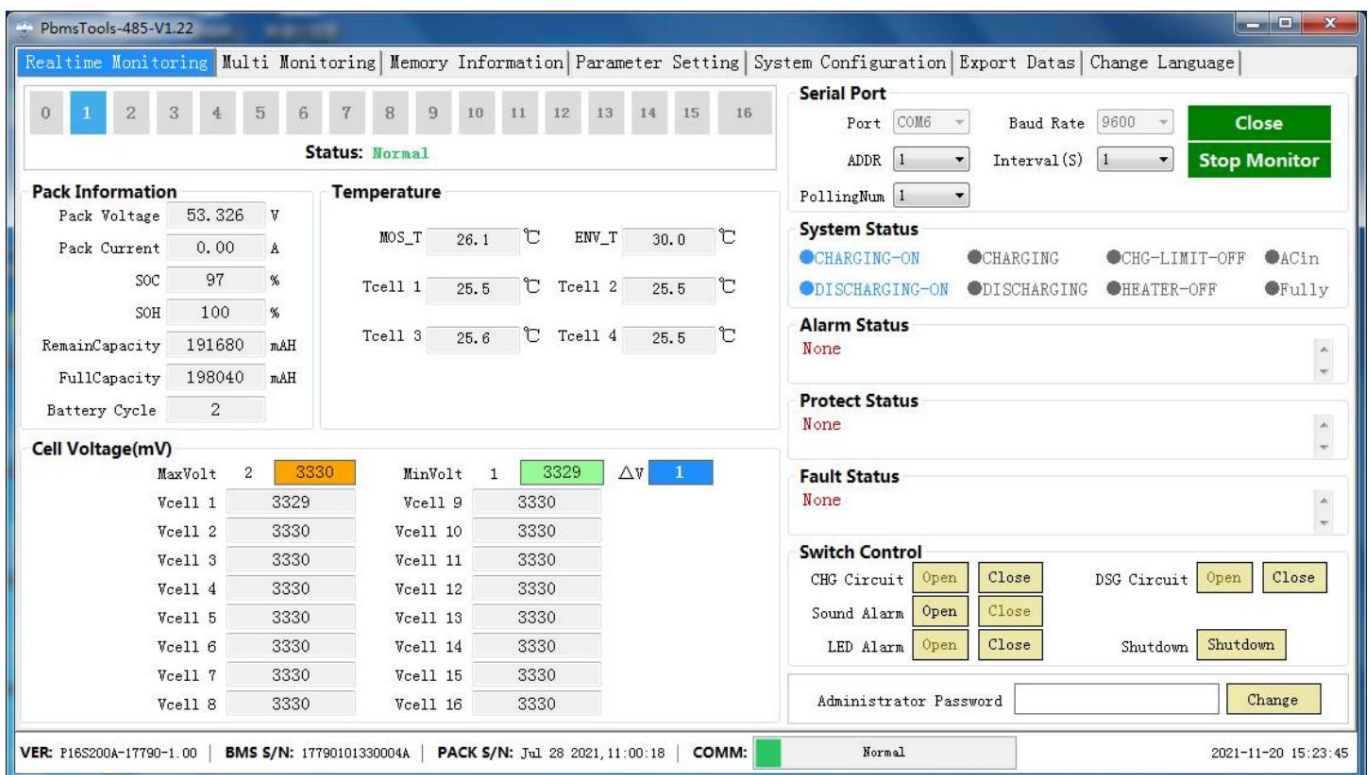 PbmsTools-485-V1.22
Realtime Monitoring Multi Monitoring Memory Information Parameter Setting System Configuration Export Datas Change Language
0 1 2 3 4 5 6 7 8 9 10 11 12 13 14 15 16
Status: Normal
Pack Information
Pack Voltage 53.326 V
Pack Current 0.00 A
SOC 97 %
SOH 100 %
RemainCapacity 191680 mAH
FullCapacity 198040 mAH
Battery Cycle 2
Temperature
MOS_T 26.1 ℃ ENV_T 30.0 ℃
Tcell 1 25.5 ℃ Tcell 2 25.5 ℃
Tcell 3 25.6 ℃ Tcell 4 25.5 ℃
Cell Voltage(mV)
MaxVolt 2 3330 MinVolt 1 3329 △V 1
Vcell 1 3329 Vcell 9 3330
Vcell 2 3330 Vcell 10 3330
Vcell 3 3330 Vcell 11 3330
Vcell 4 3330 Vcell 12 3330
Vcell 5 3330 Vcell 13 3330
Vcell 6 3330 Vcell 14 3330
Vcell 7 3330 Vcell 15 3330
Vcell 8 3330 Vcell 16 3330
Serial Port
Port COM6 Baud Rate 9600 Close
ADDR 1 Interval(S) 1 Stop Monitor
PollingNum 1
System Status
CHARGING-ON CHARGING CHG-LIMIT-OFF ACin
DISCHARGING-ON DISCHARGING HEATER-OFF Fully
Alarm Status
None
Protect Status
None
Fault Status
None
Switch Control
CHG Circuit Open Close DSG Circuit Open Close
Sound Alarm Open Close
LED Alarm Open Close Shutdown Shutdown
Administrator Password Change
VER: P16S200A-17790-1.00 | BMS S/N: 17790101330004A | PACK S/N: Jul 28 2021,11:00:18 | COMM: Normal 2021-11-20 15:23:45